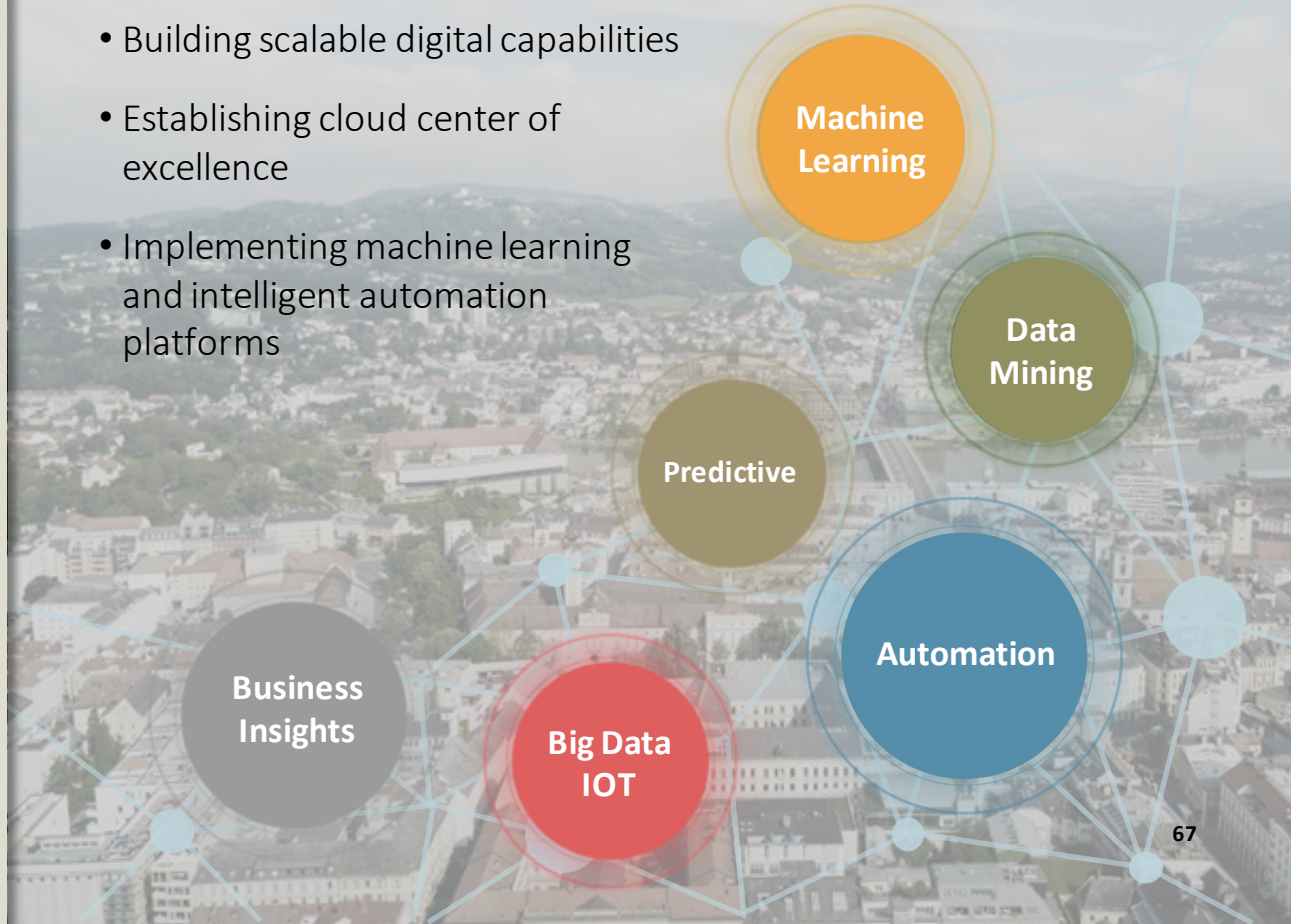 • Building scalable digital capabilities
• Establishing cloud center of
excellence
• Implementing machine learning
and intelligent automation
platforms
Machine
Learning
Data
Mining
Predictive
Automation
Business
Insights
Big Data
IOT
67